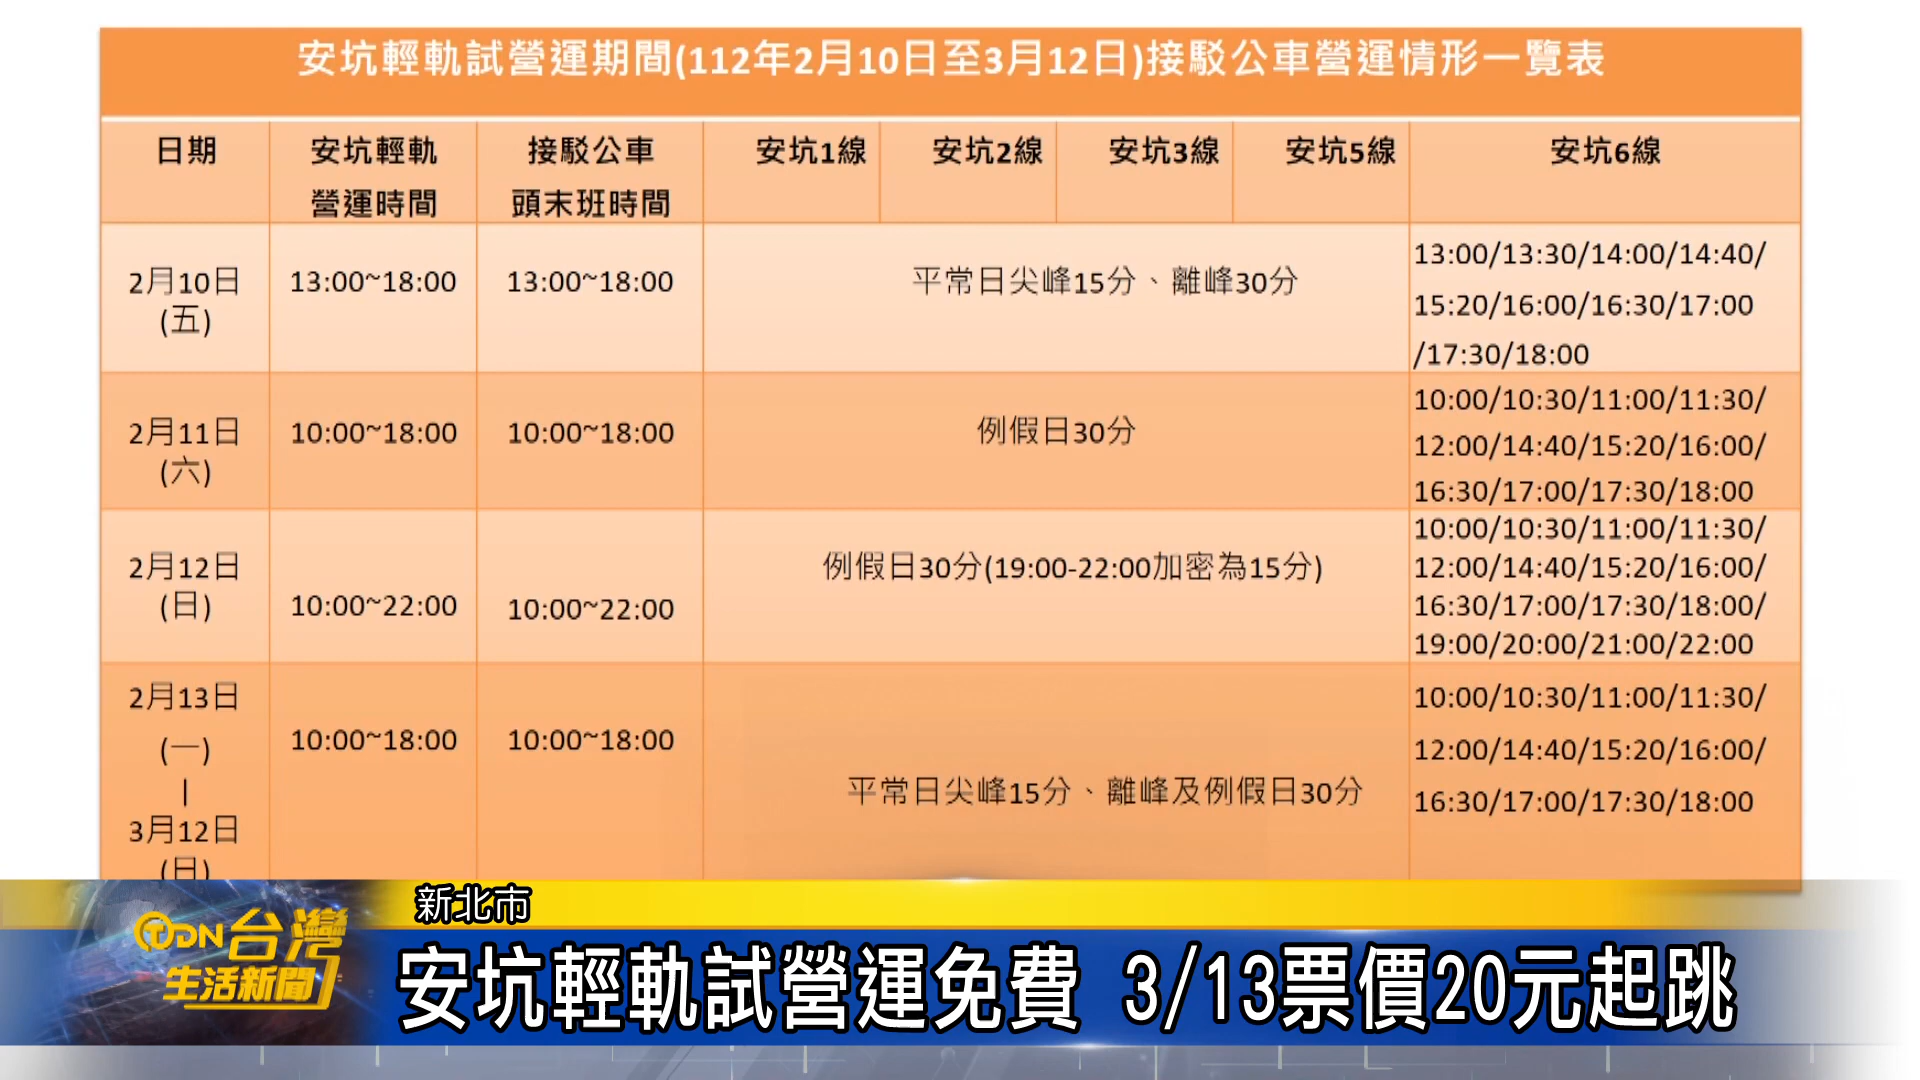 安坑輕軌試營運期間(112年2月10日至3月12日)接駁公車營運情形一覽表
日期
安坑輕軌
營運時間
接駁公車
頭末班時間
安坑1線
安坑2線
安坑3線
安坑5線
安坑6線
2月10日
(五)
13:00~18:00
13:00~18:00
平常日尖峰15分、離峰30分
13:00/13:30/14:00/14:40/
15:20/16:00/16:30/17:00
/17:30/18:00
2月11日
(六)
10:00~18:00
10:00~18:00
例假日30分
10:00/10:30/11:00/11:30/
12:00/14:40/15:20/16:00/
16:30/17:00/17:30/18:00
2月12日
(日)
10:00~22:00
10:00~22:00
例假日30分(19:00-22:00加密為15分)
10:00/10:30/11:00/11:30/
12:00/14:40/15:20/16:00/
16:30/17:00/17:30/18:00/
19:00/20:00/21:00/22:00
2月13日
(一)
|
3月12日
(日)
10:00~18:00
10:00~18:00
平常日尖峰15分、離峰及例假日30分
10:00/10:30/11:00/11:30/
12:00/14:40/15:20/16:00/
16:30/17:00/17:30/18:00
新北市
TDN台灣
生活新聞
安坑輕軌試營運免費 3/13票價20元起跳